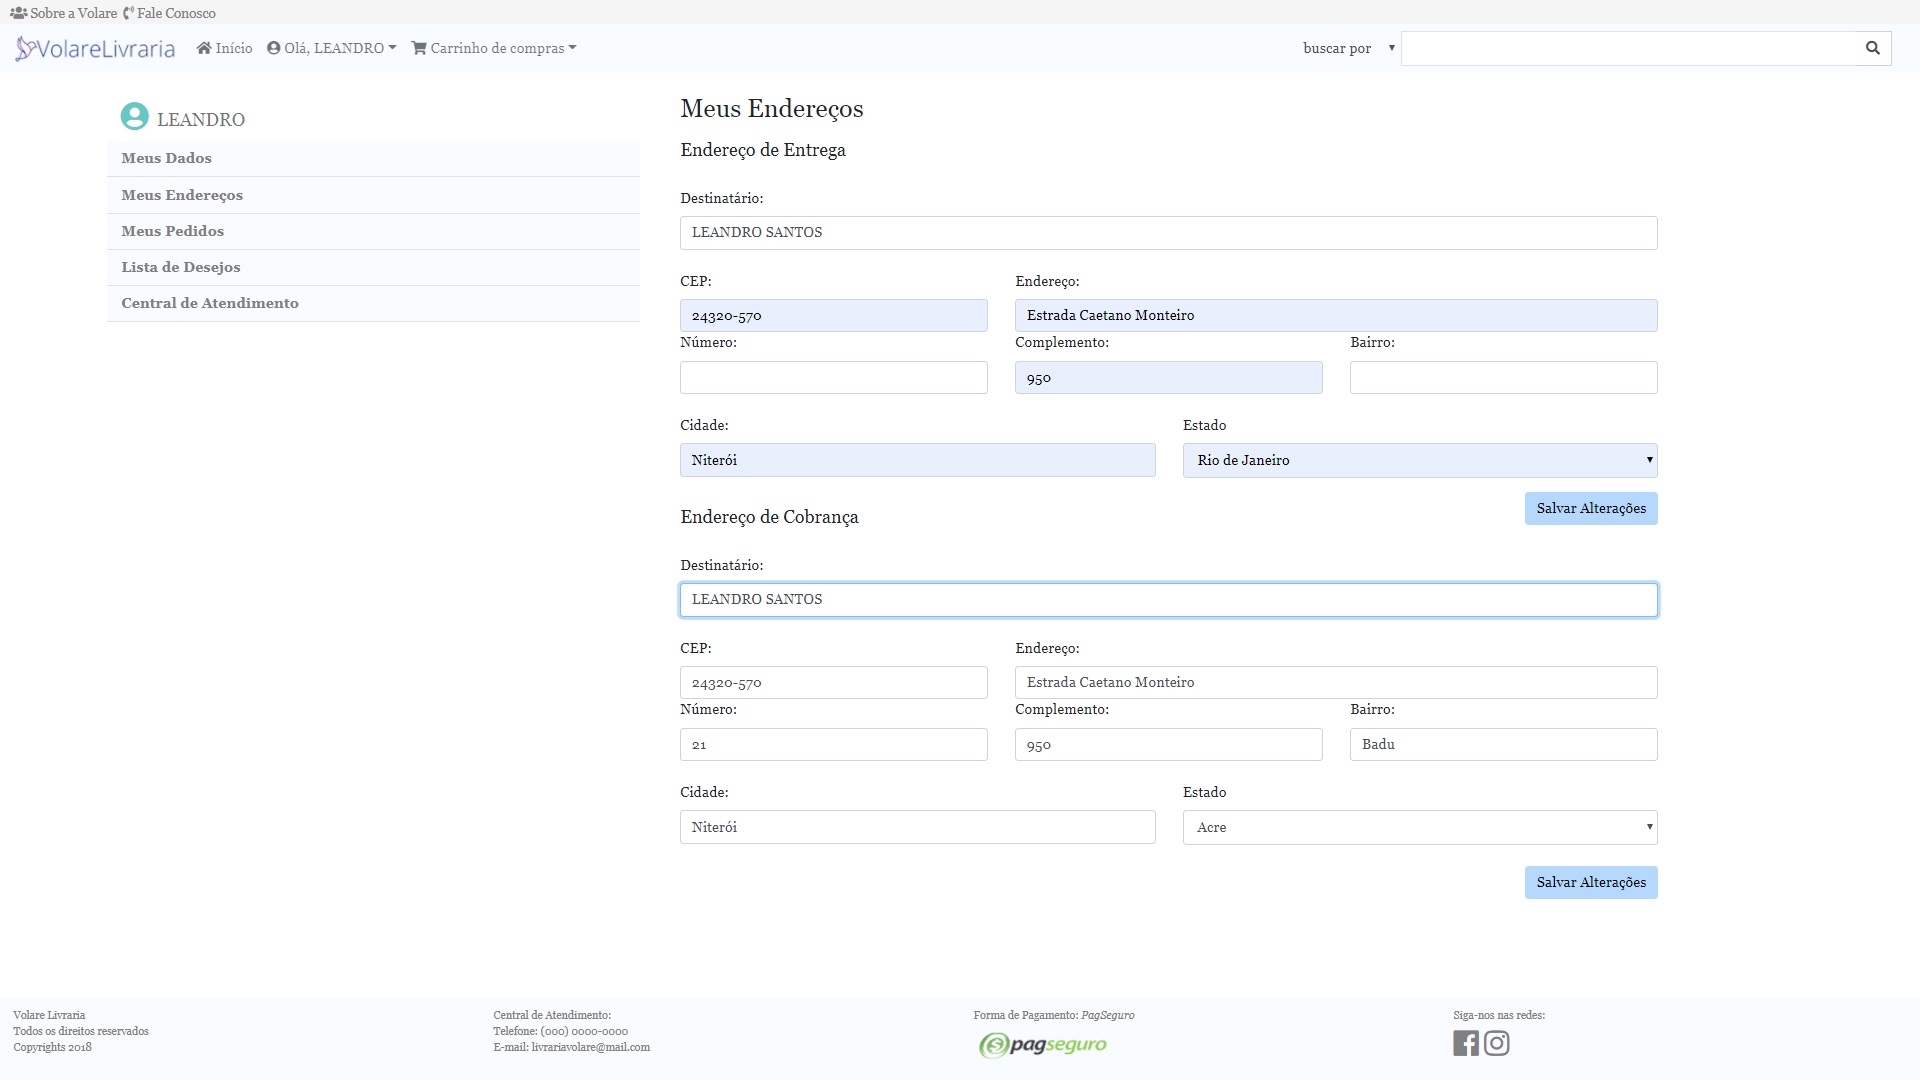 Sobre a Volare Fale Conosco
VolareLivraria Início Olá, LEANDRO Carrinho de compras buscar por
LEANDRO
Meus Dados
Meus Endereços
Meus Pedidos
Lista de Desejos
Central de Atendimento
Meus Endereços
Endereço de Entrega
Destinatário:
LEANDRO SANTOS
CEP: Endereço:
24320-570 Estrada Caetano Monteiro
Número: Complemento: Bairro:
950
Cidade: Estado
Niterói Rio de Janeiro
Salvar Alterações
Endereço de Cobrança
Destinatário:
LEANDRO SANTOS
CEP: Endereço:
24320-570 Estrada Caetano Monteiro
Número: Complemento: Bairro:
21 950 Badu
Cidade: Estado
Niterói Acre
Salvar Alterações
Volare Livraria
Todos os direitos reservados
Copyrights 2018
Central de Atendimento:
Telefone: (000) 0000-0000
E-mail: livrariavolare@mail.com
Forma de Pagamento: PagSeguro
pagseguro
Siga-nos nas redes: